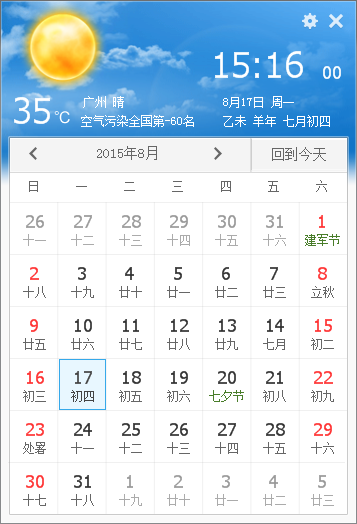 15:16 00
35℃ 广州 晴 8月17日 周一
空气污染全国第-60名 乙未 羊年 七月初四
2015年8月 回到今天
日 一 二 三 四 五 六
26 27 28 29 30 31 1
十一 十二 十三 十四 十五 十六 建军节
2 3 4 5 6 7 8
十八 十九 廿十 廿一 廿二 廿三 立秋
9 10 11 12 13 14 15
廿五 廿六 廿七 廿八 廿九 七月 初二
16 17 18 19 20 21 22
初三 初四 初五 初六 七夕节 初八 初九
23 24 25 26 27 28 29
处署 十一 十二 十三 十四 十五 十六
30 31 1 2 3 4 5
十七 十八 十九 廿十 廿一 廿二 廿三